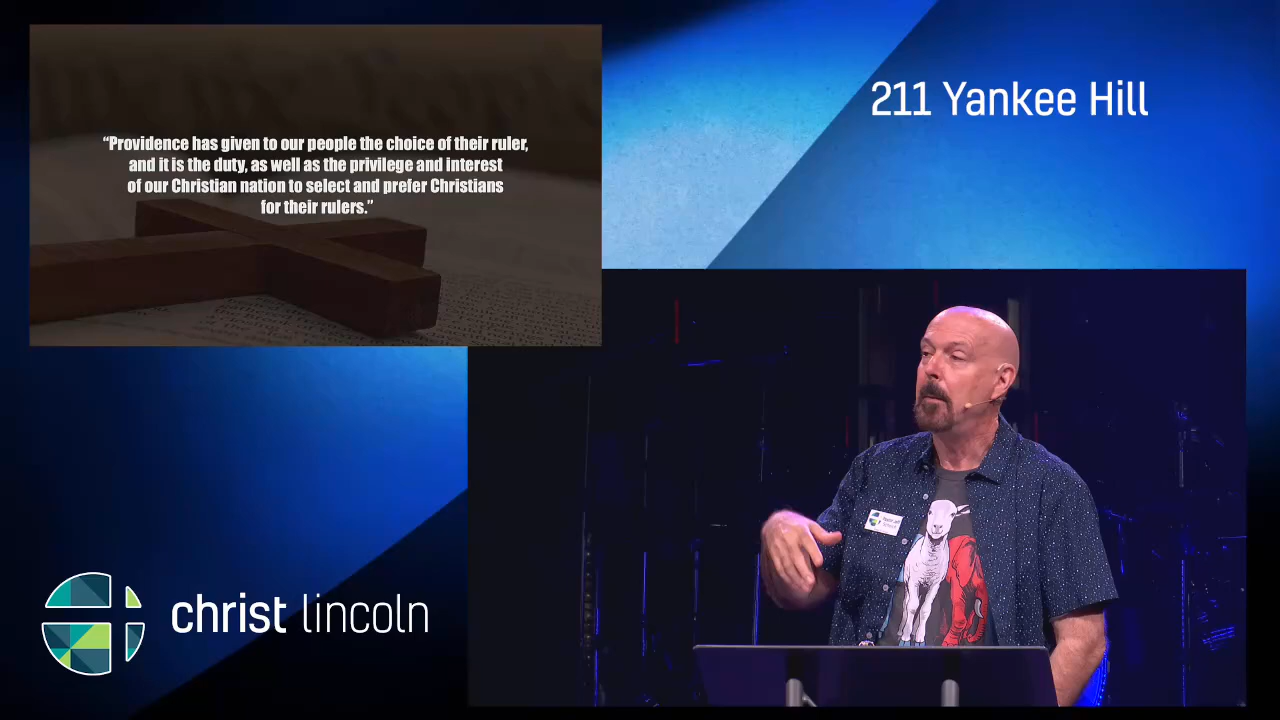 “Providence has given to our people the choice of their ruler,
and it is the duty, as well as the privilege and interest
of our Christian nation to select and prefer Christians
for their rulers.”
211 Yankee Hill
christ lincoln